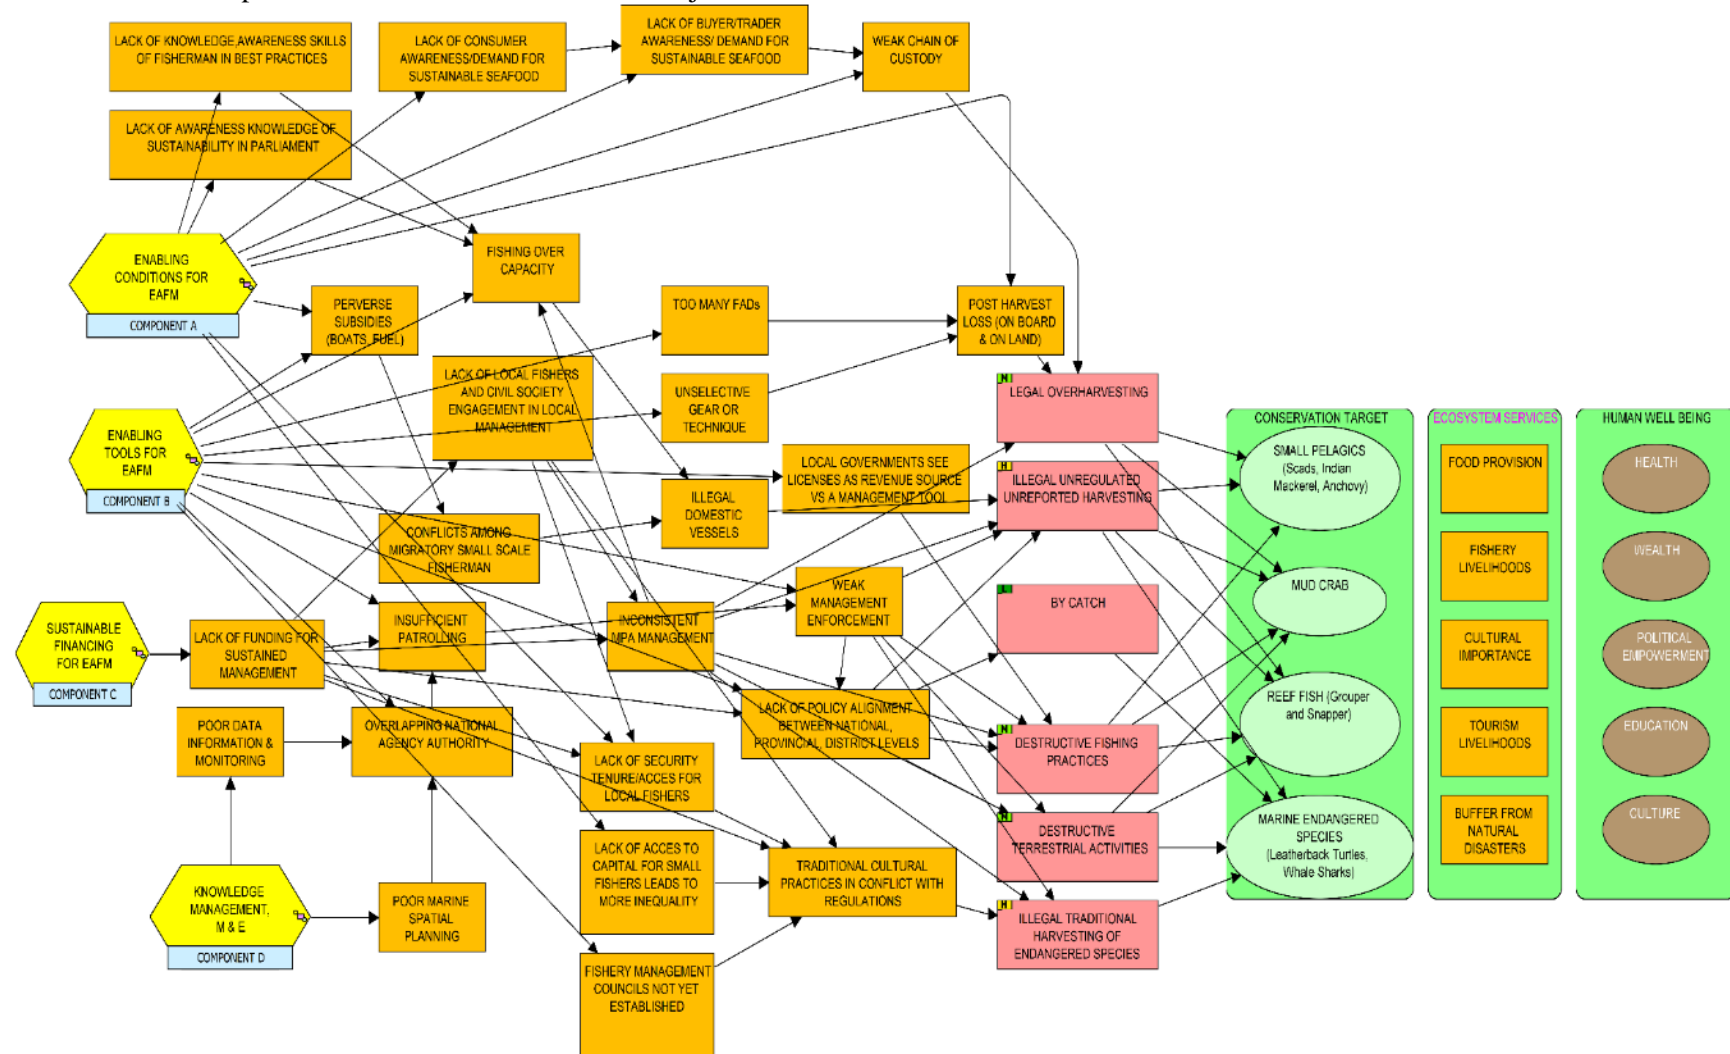 LACK OF KNOWLEDGE,AWARENESS SKILLS
OF FISHERMAN IN BEST PRACTICES
LACK OF CONSUMER
AWARENESS/DEMAND FOR
SUSTAINABLE SEAFOOD
LACK OF BUYER/TRADER
AWARENESS/ DEMAND FOR
SUSTAINABLE SEAFOOD
WEAK CHAIN OF
CUSTODY
LACK OF AWARENESS KNOWLEDGE OF
SUSTAINABILITY IN PARLIAMENT
ENABLING
CONDITIONS FOR
EAFM
COMPONENT A
FISHING OVER
CAPACITY
PERVERSE
SUBSIDIES
(BOATS, FUEL)
TOO MANY FADs
POST HARVEST
LOSS (ON BOARD
& ON LAND)
LACK OF LOCAL FISHERS
AND CIVIL SOCIETY
ENGAGEMENT IN LOCAL
MANAGEMENT
UNSELECTIVE
GEAR OR
TECHNIQUE
M
LEGAL OVERHARVESTING
ENABLING
TOOLS FOR
EAFM
COMPONENT B
LOCAL GOVERNMENTS SEE
LICENSES AS REVENUE SOURCE
VS A MANAGEMENT TOOL
H
ILLEGAL UNREGULATED
UNREPORTED HARVESTING
ILLEGAL
DOMESTIC
VESSELS
CONFLICTS AMONG
MIGRATORY SMALL SCALE
FISHERMAN
WEAK
MANAGEMENT
ENFORCEMENT
L
BY CATCH
SUSTAINABLE
FINANCING
FOR EAFM
COMPONENT C
LACK OF FUNDING FOR
SUSTAINED
MANAGEMENT
INSUFFICIENT
PATROLLING
INCONSISTENT
MPA MANAGEMENT
LACK OF POLICY ALIGNMENT
BETWEEN NATIONAL,
PROVINCIAL, DISTRICT LEVELS
M
DESTRUCTIVE FISHING
PRACTICES
POOR DATA
INFORMATION &
MONITORING
OVERLAPPING NATIONAL
AGENCY AUTHORITY
LACK OF SECURITY
TENURE/ACCES FOR
LOCAL FISHERS
M
DESTRUCTIVE
TERRESTRIAL ACTIVITIES
LACK OF ACCES TO
CAPITAL FOR SMALL
FISHERS LEADS TO
MORE INEQUALITY
TRADITIONAL CULTURAL
PRACTICES IN CONFLICT WITH
REGULATIONS
KNOWLEDGE
MANAGEMENT,
M & E
COMPONENT D
POOR MARINE
SPATIAL
PLANNING
H
ILLEGAL TRADITIONAL
HARVESTING OF
ENDANGERED SPECIES
FISHERY MANAGEMENT
COUNCILS NOT YET
ESTABLISHED
CONSERVATION TARGET
SMALL PELAGICS
(Scads, Indian
Mackerel, Anchovy)
MUD CRAB
REEF FISH (Grouper
and Snapper)
MARINE ENDANGERED
SPECIES
(Leatherback Turtles,
Whale Sharks)
ECOSYSTEM SERVICES
FOOD PROVISION
FISHERY
LIVELIHOODS
CULTURAL
IMPORTANCE
TOURISM
LIVELIHOODS
BUFFER FROM
NATURAL
DISASTERS
HUMAN WELL BEING
HEALTH
WEALTH
POLITICAL
EMPOWERMENT
EDUCATION
CULTURE